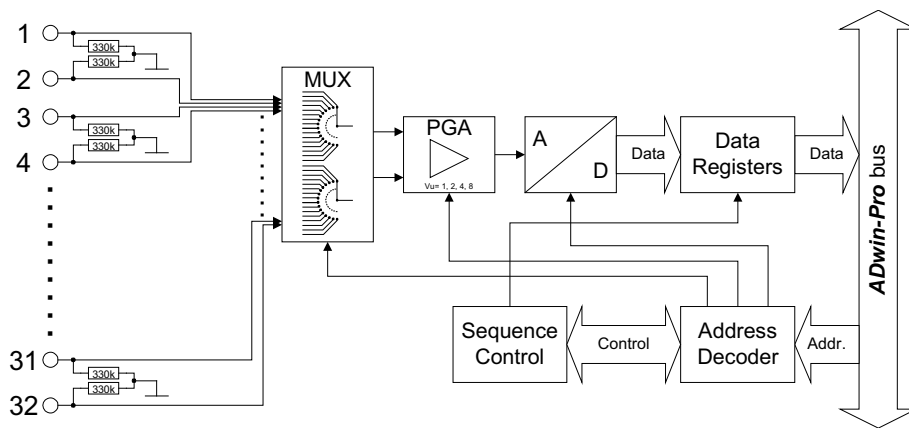 1
330k
330k
2
3
330k
330k
4
31
330k
330k
32
MUX
PGA
Vu= 1, 2, 4, 8
A
D
Data
Data
Registers
Data
Sequence
Control
Control
Address
Decoder
Addr.
ADwin-Pro bus